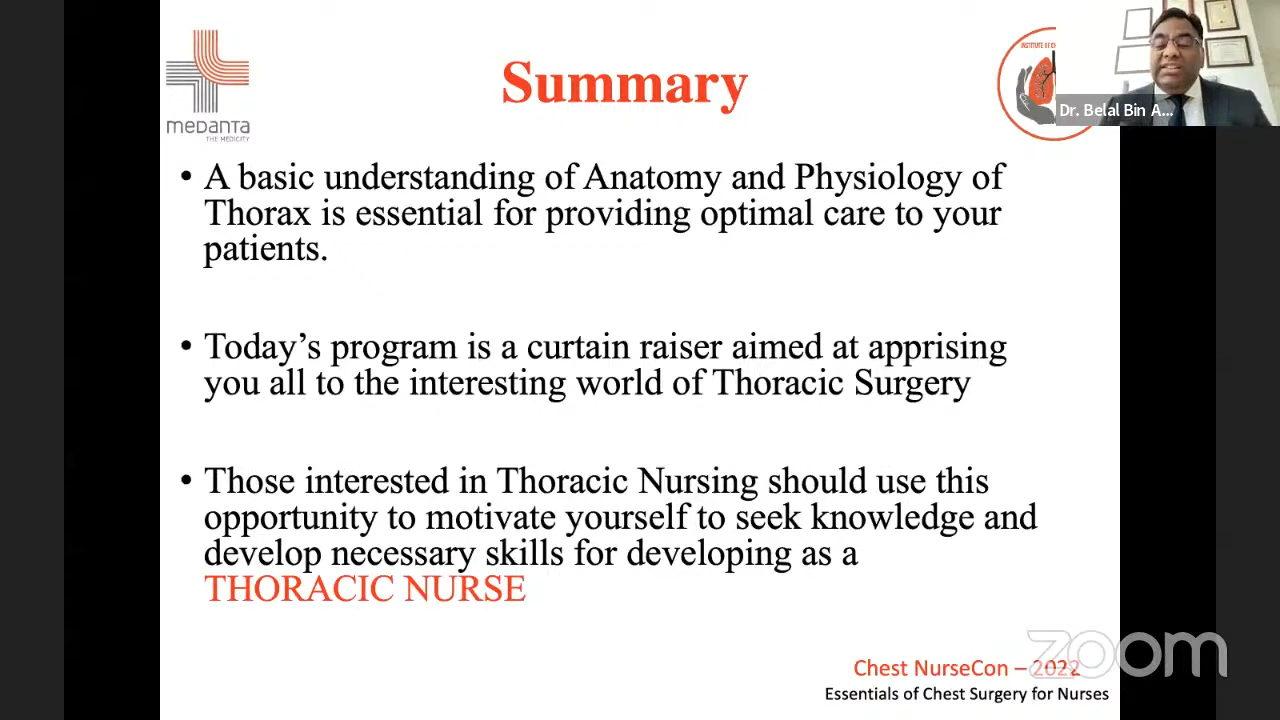 medanta
THE MEDICITY
Summary
INSTITUTE OF
Dr. Belal Bin A...
• A basic understanding of Anatomy and Physiology of
Thorax is essential for providing optimal care to your
patients.
• Today’s program is a curtain raiser aimed at apprising
you all to the interesting world of Thoracic Surgery
• Those interested in Thoracic Nursing should use this
opportunity to motivate yourself to seek knowledge and
develop necessary skills for developing as a
THORACIC NURSE
zoom
Chest NurseCon – 2022
Essentials of Chest Surgery for Nurses